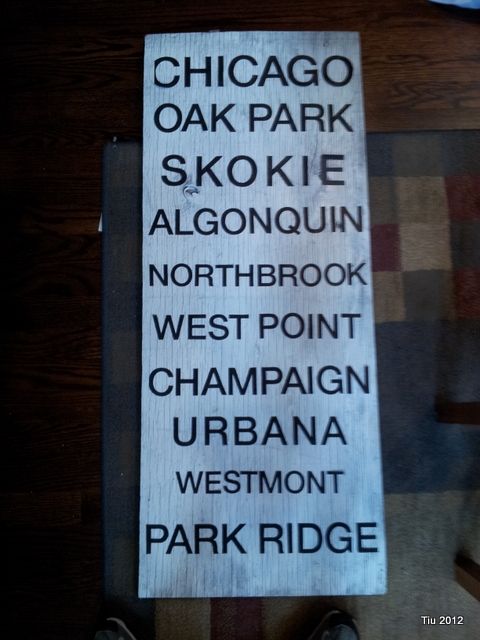 CHICAGO
OAK PARK
SKOKIE
ALGONQUIN
NORTHBROOK
WEST POINT
CHAMPAIGN
URBANA
WESTMONT
PARK RIDGE
Tiu 2012